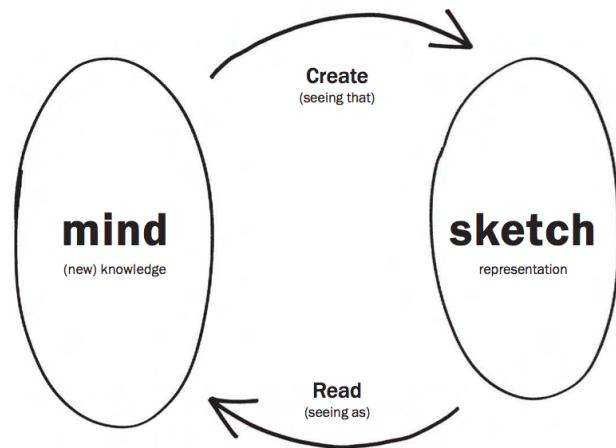 Create
(seeing that)
mind
(new) knowledge
sketch
representation
Read
(seeing as)